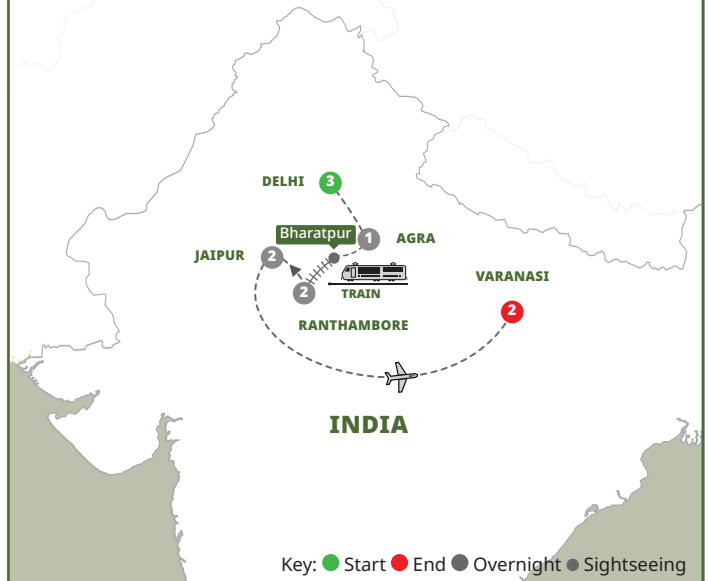 DELHI 3
Bharatpur 1 AGRA
JAIPUR 2
VARANASI
2 TRAIN
2
RANTHAMBORE
INDIA
Key: Start End Overnight Sightseeing